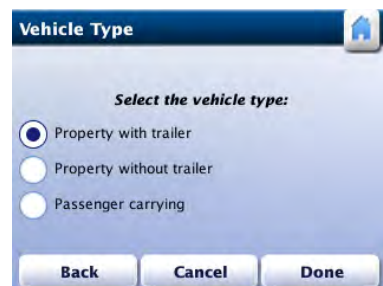 Vehicle Type
Select the vehicle type:
Property with trailer
Property without trailer
Passenger carrying
Back Cancel Done